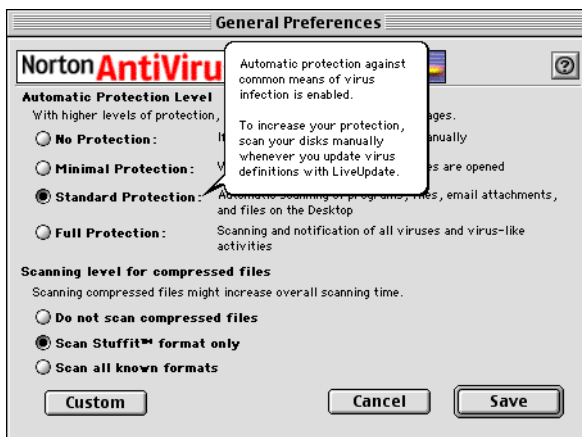 General Preferences
Norton AntiViru
?
Automatic protection against
common means of virus
infection is enabled.
To increase your protection,
scan your disks manually
whenever you update virus
definitions with LiveUpdate.
Automatic Protection Level
With higher levels of protection, ages.
No Protection: anually
Minimal Protection: es are opened
Standard Protection: Automatic scanning of programs, files, email attachments,
and files on the Desktop
Full Protection: Scanning and notification of all viruses and virus-like
activities
Scanning level for compressed files
Scanning compressed files might increase overall scanning time.
Do not scan compressed files
Scan Stuffit™ format only
Scan all known formats
Custom
Cancel
Save